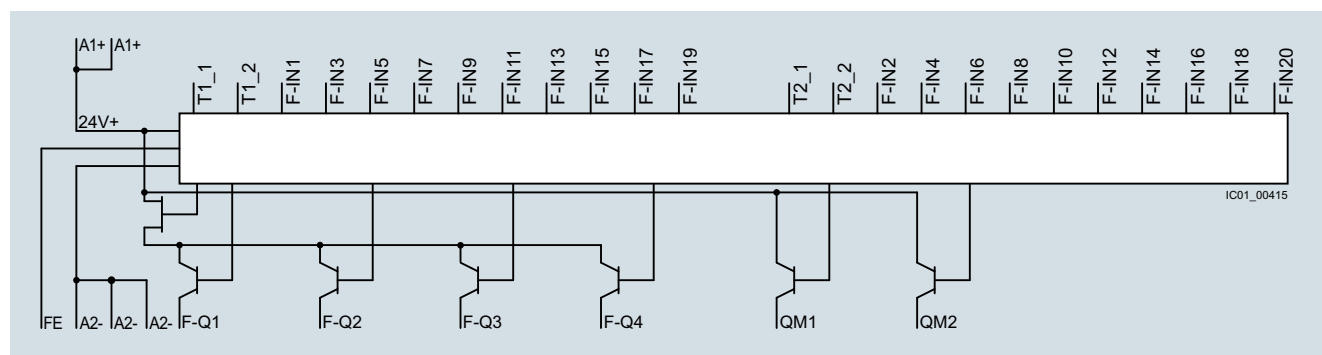 A1+ A1+
T1_1 T1_2 F-IN1 F-IN3 F-IN5 F-IN7 F-IN9 F-IN11 F-IN13 F-IN15 F-IN17 F-IN19 T2_1 T2_2 F-IN2 F-IN4 F-IN6 F-IN8 F-IN10 F-IN12 F-IN14 F-IN16 F-IN18 F-IN20
24V+
IC01_00415
FE A2- A2- A2- F-Q1 F-Q2 F-Q3 F-Q4 QM1 QM2